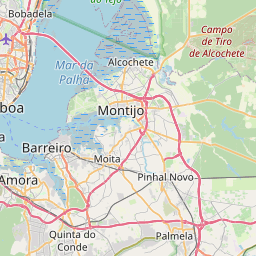 do Tejo
Bobadela
Campo
de Tiro
de Alcochete
Mar da
Palha
Alcochete
Montijo
boa
Barreiro
Moita
Amora
Pinhal Novo
Quinta do
Conde
Palmela